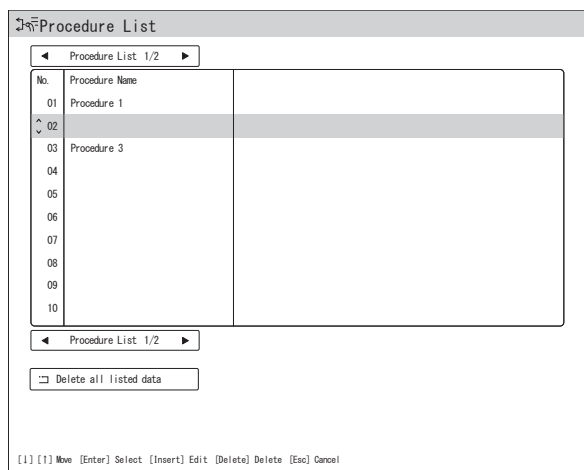 Procedure List
◀ Procedure List 1/2 ▶
No. Procedure Name
01 Procedure 1
02
03 Procedure 3
04
05
06
07
08
09
10
◀ Procedure List 1/2 ▶
Delete all listed data
[↓] [↑] Move [Enter] Select [Insert] Edit [Delete] Delete [Esc] Cancel